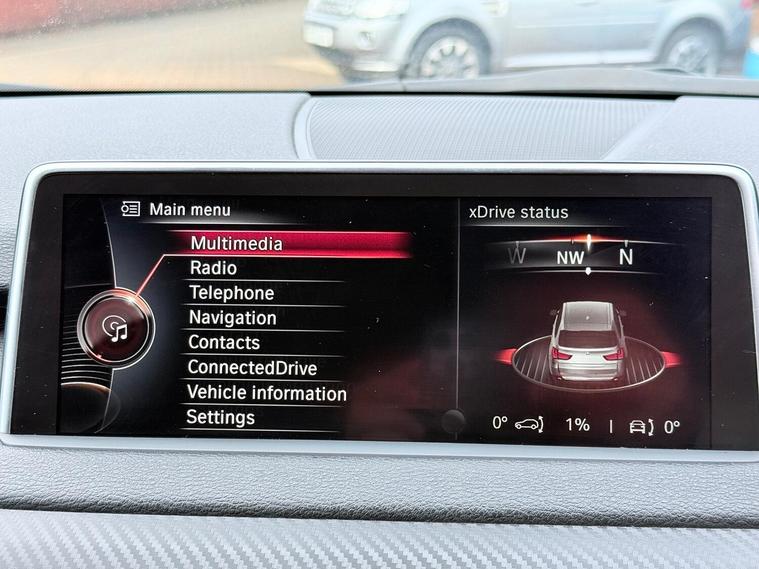 Main menu
Multimedia
Radio
Telephone
Navigation
Contacts
ConnectedDrive
Vehicle information
Settings
xDrive status
W NW N
0° 1% | 0°